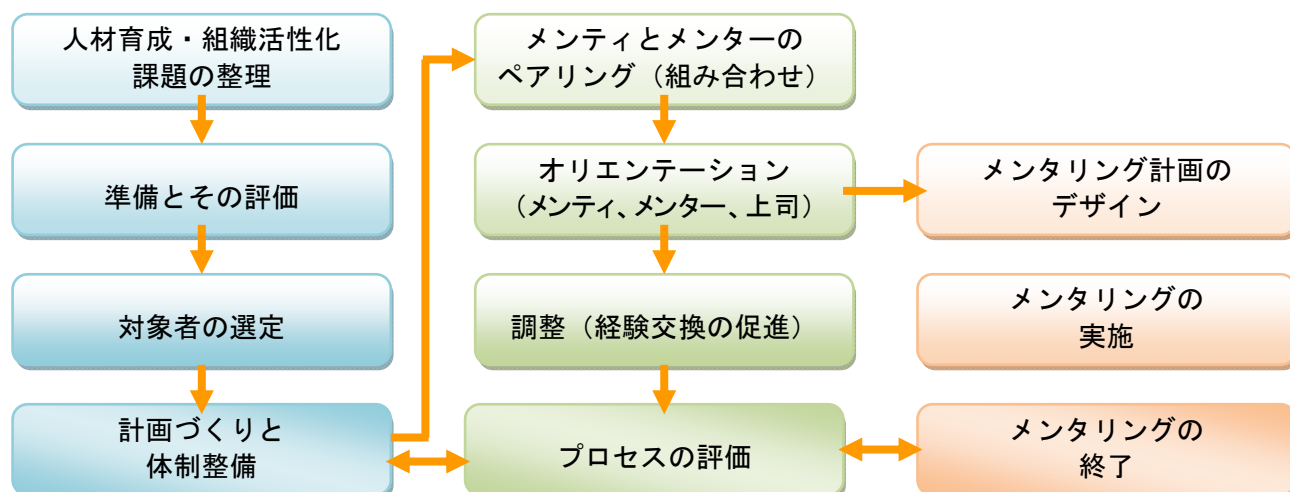 人材育成・組織活性化
課題の整理
準備とその評価
対象者の選定
計画づくりと
体制整備
メンティとメンターの
ペアリング（組み合わせ）
オリエンテーション
（メンティ、メンター、上司）
調整（経験交換の促進）
プロセスの評価
メンタリング計画の
デザイン
メンタリングの
実施
メンタリングの
終了